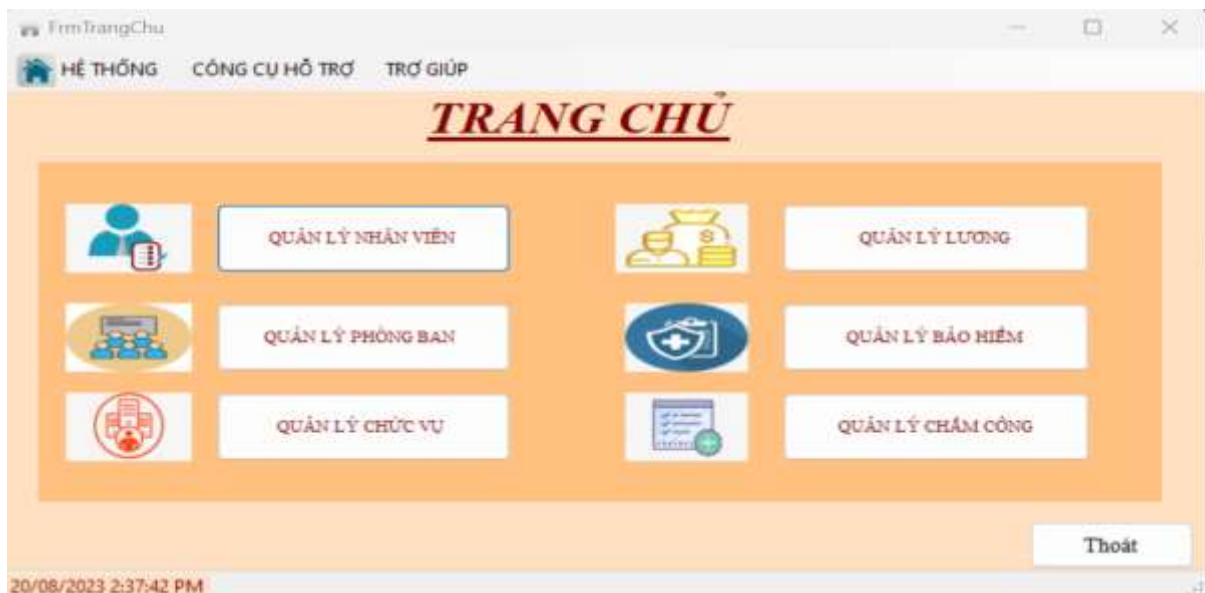 FrmTrangChu
HỆ THỐNG CÔNG CỤ HỖ TRỢ TRỢ GIÚP
TRANG CHỦ
QUẢN LÝ NHÂN VIÊN QUẢN LÝ LƯƠNG
QUẢN LÝ PHÒNG BAN QUẢN LÝ BẢO HIỂM
QUẢN LÝ CHỨC VỤ QUẢN LÝ CHẤM CÔNG
Thoát
20/08/2023 2:37:42 PM